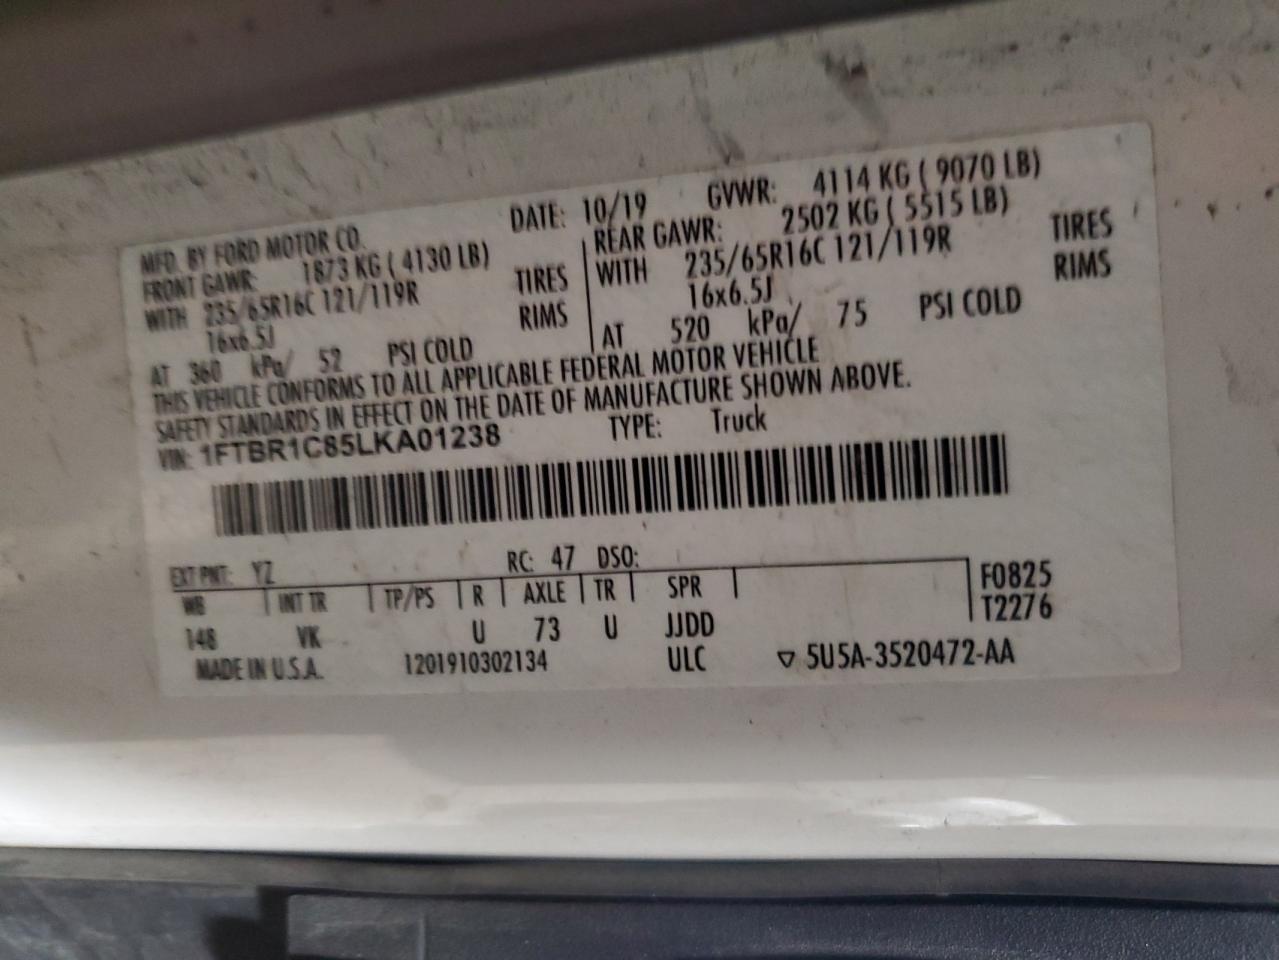 MFD. BY FORD MOTOR CO.
DATE: 10/19 GVWR: 4114 KG ( 9070 LB)
FRONT GAWR: 1873 KG ( 4130 LB)
WITH 235/65R16C 121/119R TIRES
16x6.5J RIMS
AT 360 kPa/ 52 PSI COLD
REAR GAWR: 2502 KG ( 5515 LB)
WITH 235/65R16C 121/119R TIRES
16x6.5J RIMS
AT 520 kPa/ 75 PSI COLD
THIS VEHICLE CONFORMS TO ALL APPLICABLE FEDERAL MOTOR VEHICLE
SAFETY STANDARDS IN EFFECT ON THE DATE OF MANUFACTURE SHOWN ABOVE.
VIN: 1FTBR1C85LKA01238 TYPE: Truck
EXT PNT: YZ RC: 47 DSO:
WB INT TR TP/PS R AXLE TR SPR
148 VK U 73 U JJDD
F0825
T2276
MADE IN U.S.A. 1201910302134 ULC ▽ 5U5A-3520472-AA